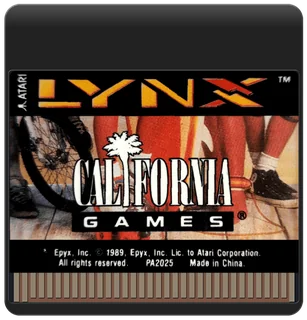 ATARI
LYNX TM
CALIFORNIA
GAMES ®
* Epyx, Inc. © 1989, Epyx, Inc. Lic. to Atari Corporation.
All rights reserved. PA2025 Made in China.